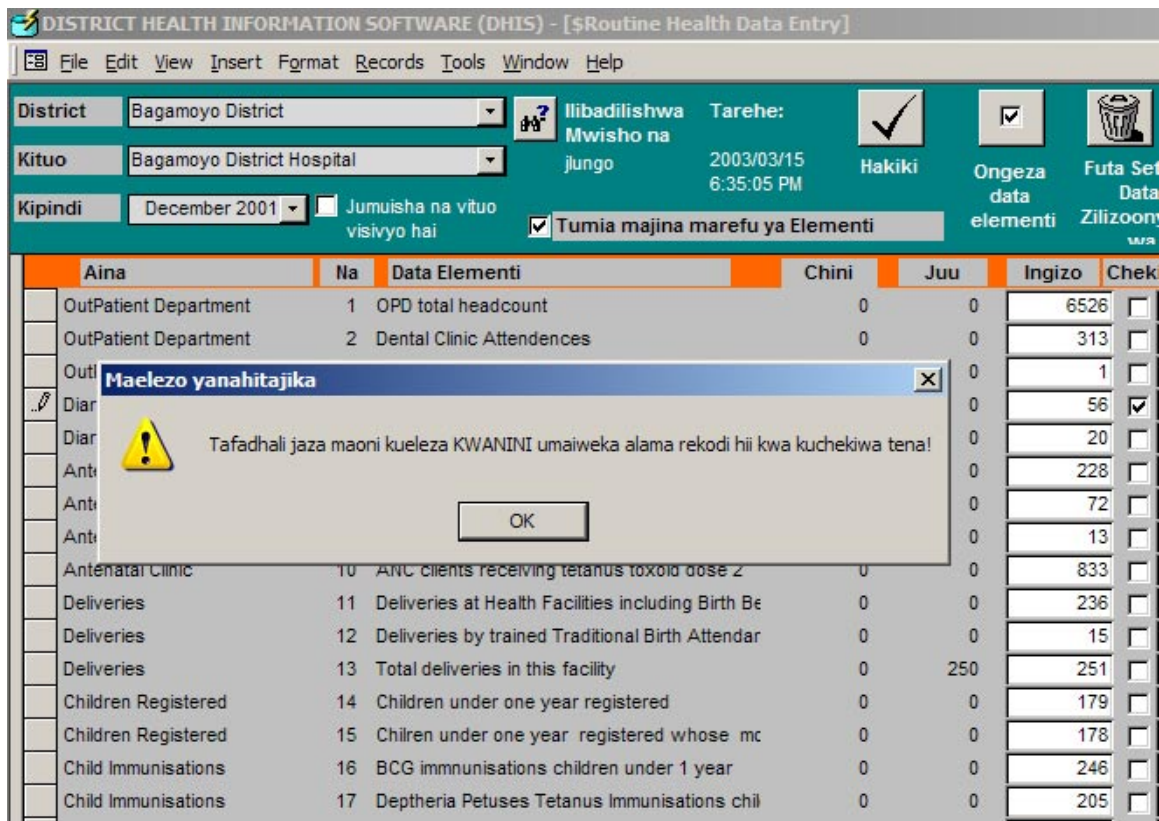 DISTRICT HEALTH INFORMATION SOFTWARE (DHIS) - [$Routine Health Data Entry]
File Edit View Insert Format Records Tools Window Help
District Bagamoyo District
Kituo Bagamoyo District Hospital
Kipindi December 2001
Jumuisha na vituo
visivyo hai
Ilibadilishwa
Mwisho na
jlungo
Tarehe:
2003/03/15
6:35:05 PM
Tumia majina marefu ya Elementi
Hakiki
Ongeza
data
elementi
Futa Set
Data
Aina Na Data Elementi Chini Juu Ingizo Cheki
OutPatient Department 1 OPD total headcount 0 0 6526
OutPatient Department 2 Dental Clinic Attendences 0 0 313
0 1
0 56
0 20
0 228
0 72
0 13
Maelezo yanahitajika
Tafadhali jaza maoni kueleza KWANINI umaiweka alama rekodi hii kwa kuchekiwa tena!
OK
Antenatal Clinic 10 ANC clients receiving tetanus toxoid dose 2 0 0 833
Deliveries 11 Deliveries at Health Facilities including Birth Be 0 0 236
Deliveries 12 Deliveries by trained Traditional Birth Attendar 0 0 15
Deliveries 13 Total deliveries in this facility 0 250 251
Children Registered 14 Children under one year registered 0 0 179
Children Registered 15 Chilren under one year registered whose mc 0 0 178
Child Immunisations 16 BCG immnunisations children under 1 year 0 0 246
Child Immunisations 17 Deptheria Petuses Tetanus Immunisations chil 0 0 205